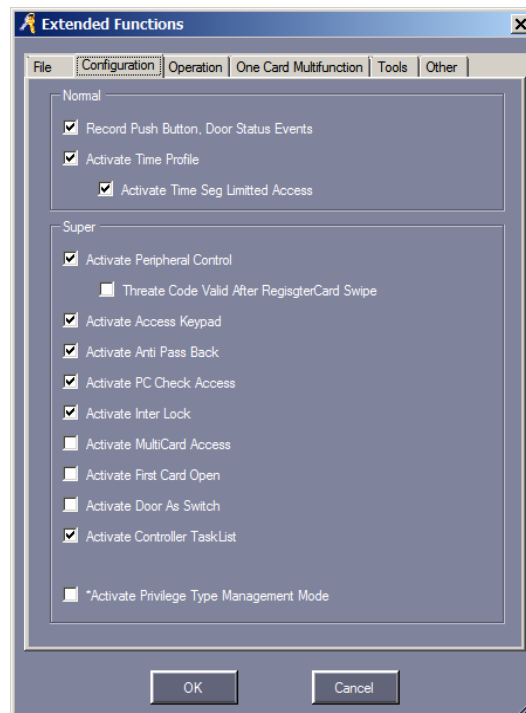 Extended Functions
File Configuration Operation One Card Multifunction Tools Other
Normal
Record Push Button, Door Status Events
Activate Time Profile
Activate Time Seg Limitted Access
Super
Activate Peripheral Control
Threate Code Valid After RegisgterCard Swipe
Activate Access Keypad
Activate Anti Pass Back
Activate PC Check Access
Activate Inter Lock
Activate MultiCard Access
Activate First Card Open
Activate Door As Switch
Activate Controller TaskList
*Activate Privilege Type Management Mode
OK Cancel